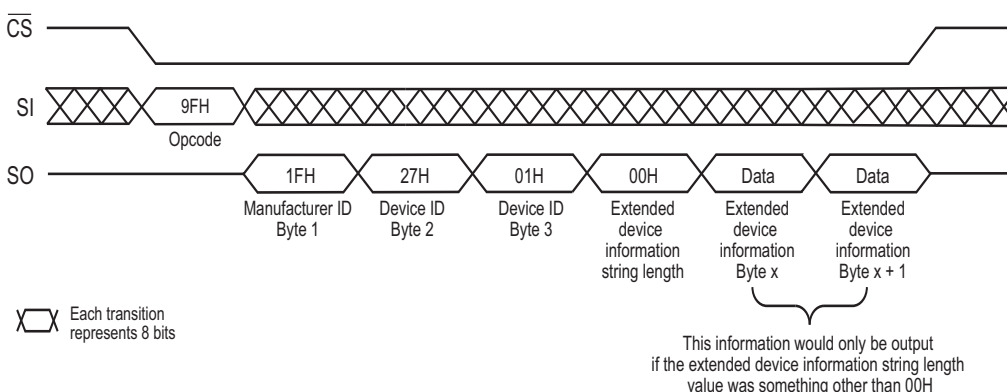 CS
SI
9FH
Opcode
SO
1FH
27H
01H
00H
Data
Data
Manufacturer ID
Byte 1
Device ID
Byte 2
Device ID
Byte 3
Extended
device
information
string length
Extended
device
information
Byte x
Extended
device
information
Byte x + 1
Each transition
represents 8 bits
This information would only be output
if the extended device information string length
value was something other than 00H